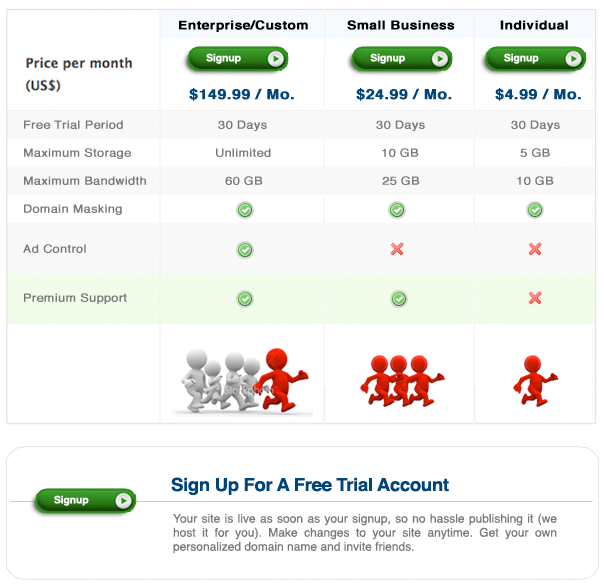 Enterprise/Custom Small Business Individual
Signup Signup Signup
Price per month
(US$)
$149.99 / Mo. $24.99 / Mo. $4.99 / Mo.
Free Trial Period 30 Days 30 Days 30 Days
Maximum Storage Unlimited 10 GB 5 GB
Maximum Bandwidth 60 GB 25 GB 10 GB
Domain Masking
Ad Control
Premium Support
Sign Up For A Free Trial Account
Signup
Your site is live as soon as your signup, so no hassle publishing it (we
host it for you). Make changes to your site anytime. Get your own
personalized domain name and invite friends.